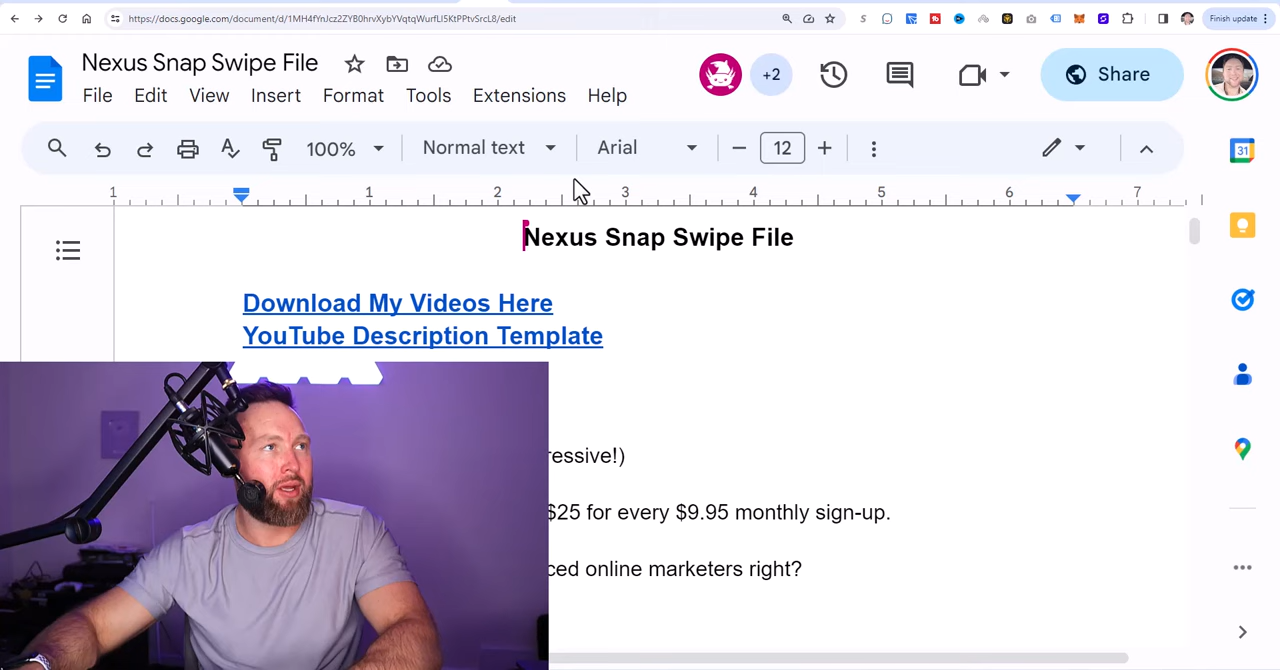 https://docs.google.com/document/d/1MH4fYnJcz2ZYB0hrvXybYVqtqWurfLI5KtPPtvSrcL8/edit
Finish update
Nexus Snap Swipe File
+2
Share
File Edit View Insert Format Tools Extensions Help
100% Normal text Arial 12
1 1 2 3 4 5 6 7
31
Nexus Snap Swipe File
Download My Videos Here
YouTube Description Template
ressive!)
$25 for every $9.95 monthly sign-up.
ced online marketers right?